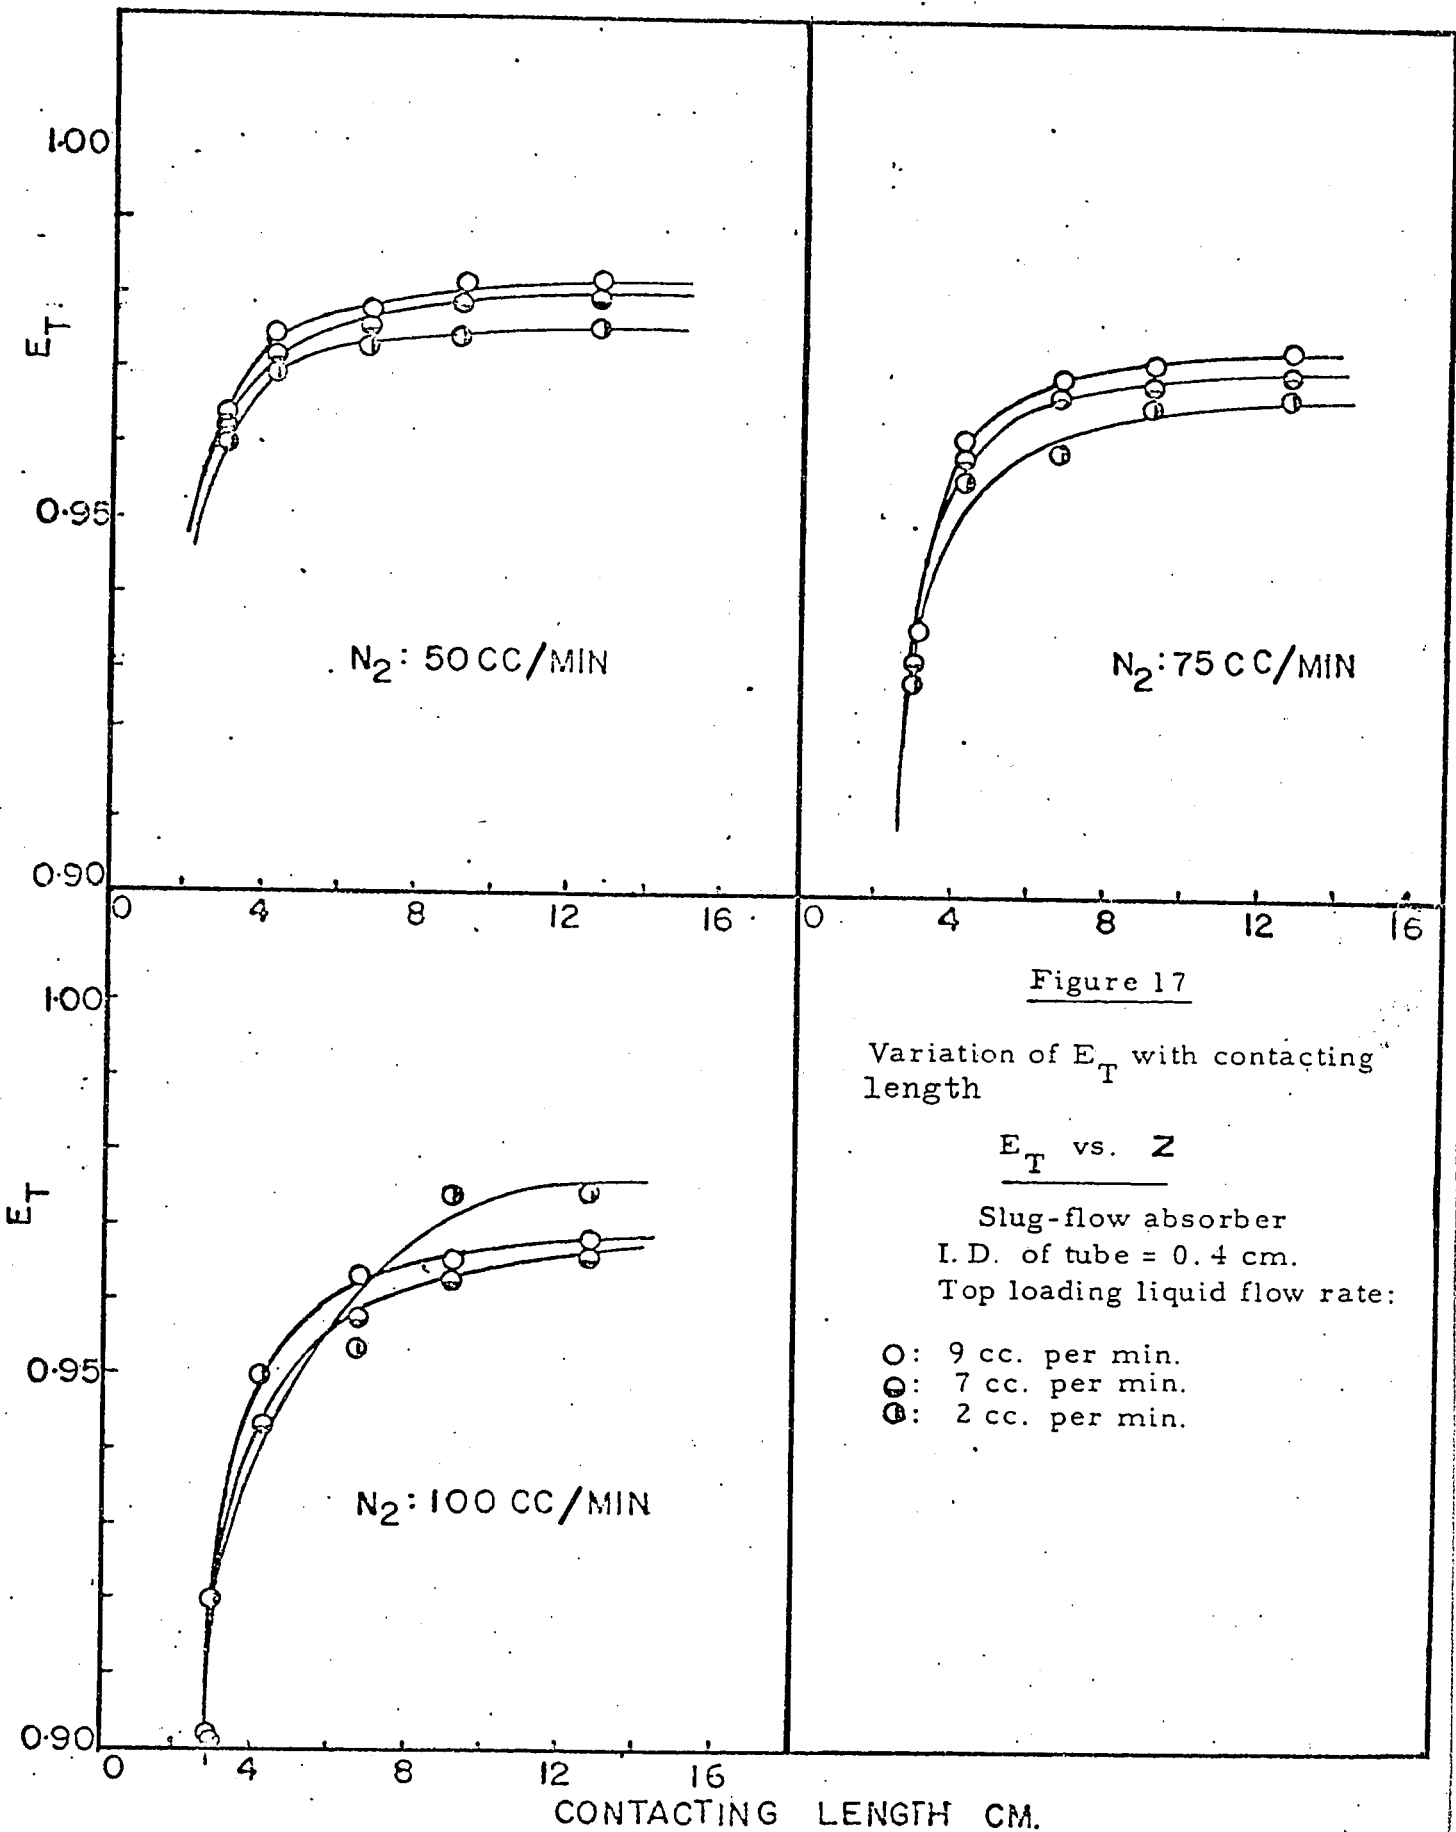 1.00
E_T
0.95
0.90
N₂: 50 CC/MIN
0 4 8 12 16
N₂: 75 CC/MIN
0 4 8 12 16
1.00
E_T
0.95
0.90
N₂: 100 CC/MIN
0 4 8 12 16
CONTACTING LENGTH CM.
Figure 17
Variation of E_T with contacting
length
E_T vs. Z
Slug-flow absorber
I.D. of tube = 0.4 cm.
Top loading liquid flow rate:
○: 9 cc. per min.
◒: 7 cc. per min.
◑: 2 cc. per min.